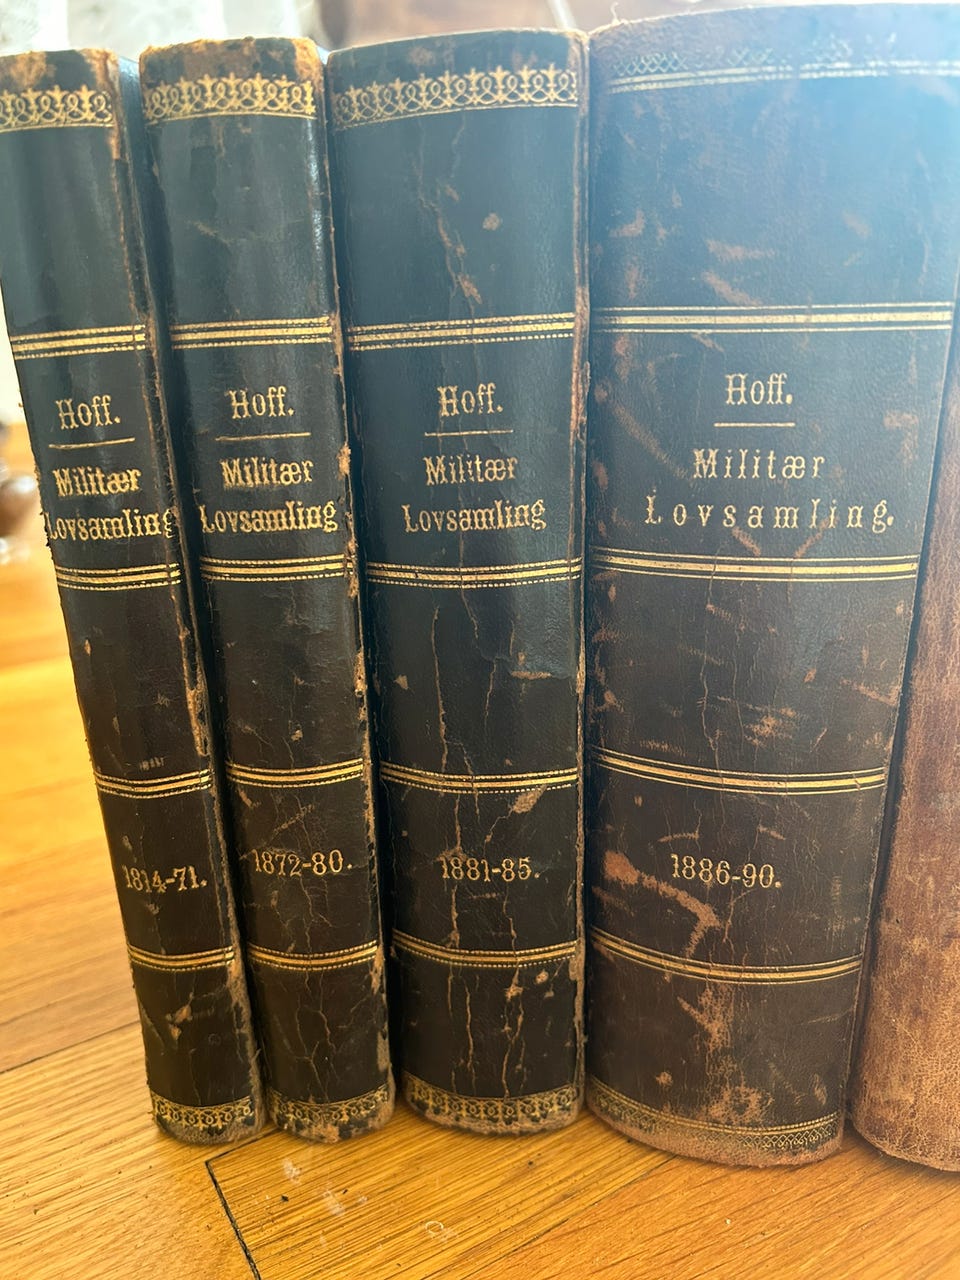 Hoff.
Militær
Lovsamling
1814-71.
Hoff.
Militær
Lovsamling
1872-80.
Hoff.
Militær
Lovsamling
1881-85.
Hoff.
Militær
Lovsamling.
1886-90.